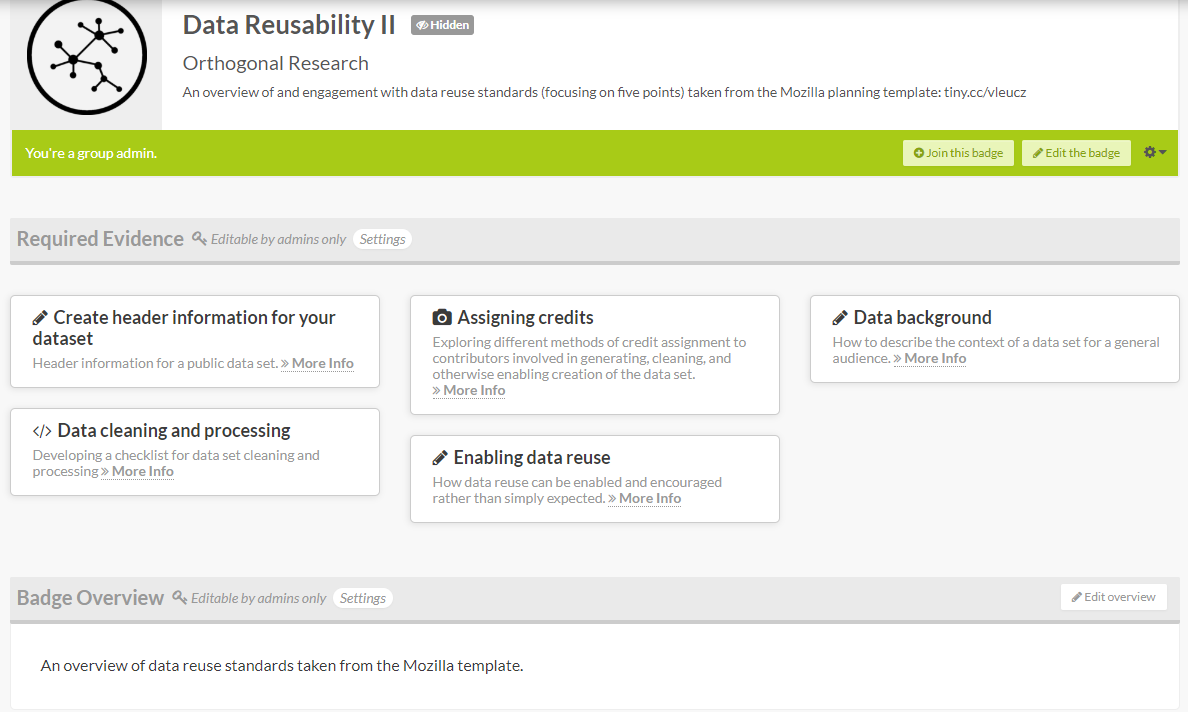 Data Reusability II Hidden
Orthogonal Research
An overview of and engagement with data reuse standards (focusing on five points) taken from the Mozilla planning template: tiny.cc/vleucz
You're a group admin.
Join this badge
Edit the badge
Required Evidence Editable by admins only Settings
Create header information for your
dataset
Header information for a public data set. » More Info
Data cleaning and processing
Developing a checklist for data set cleaning and
processing » More Info
Assigning credits
Exploring different methods of credit assignment to
contributors involved in generating, cleaning, and
otherwise enabling creation of the data set.
» More Info
Enabling data reuse
How data reuse can be enabled and encouraged
rather than simply expected. » More Info
Data background
How to describe the context of a data set for a general
audience. » More Info
Badge Overview Editable by admins only Settings
Edit overview
An overview of data reuse standards taken from the Mozilla template.